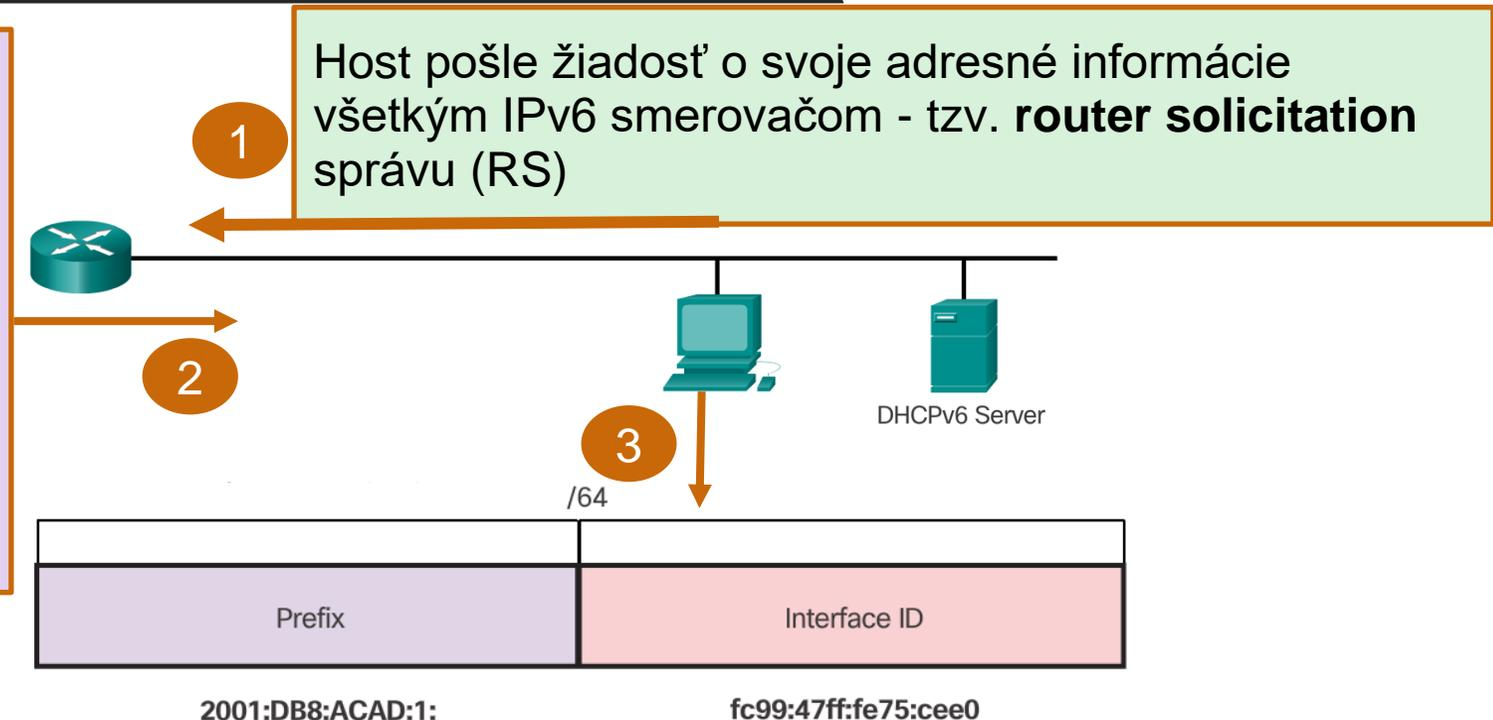 Host pošle žiadosť o svoje adresné informácie
všetkým IPv6 smerovačom - tzv. router solicitation
správu (RS)
1
2
DHCPv6 Server
3
/64
Prefix
Interface ID
2001:DB8:ACAD:1:
fc99:47ff:fe75:cee0